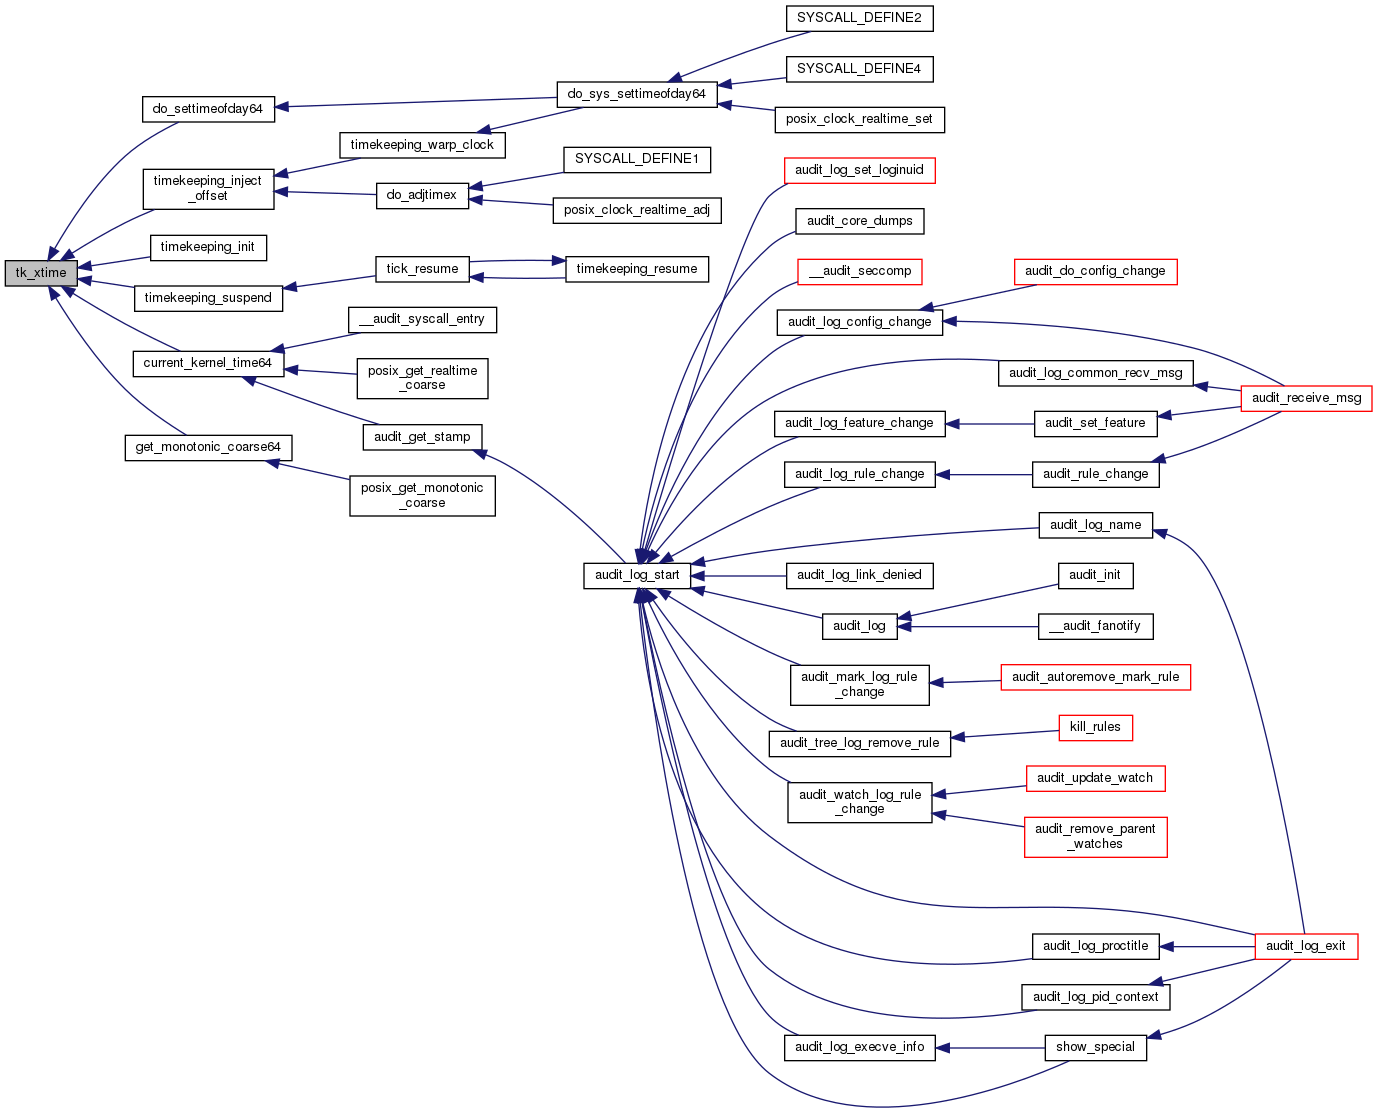 SYSCALL_DEFINE2
SYSCALL_DEFINE4
do_settimeofday64
do_sys_settimeofday64
posix_clock_realtime_set
timekeeping_warp_clock
SYSCALL_DEFINE1
timekeeping_inject
_offset
do_adjtimex
posix_clock_realtime_adj
audit_log_set_loginuid
audit_core_dumps
timekeeping_init
tk_xtime
tick_resume
timekeeping_resume
__audit_seccomp
audit_do_config_change
timekeeping_suspend
__audit_syscall_entry
audit_log_config_change
current_kernel_time64
posix_get_realtime
_coarse
audit_log_common_recv_msg
audit_receive_msg
audit_get_stamp
audit_log_feature_change
audit_set_feature
get_monotonic_coarse64
posix_get_monotonic
_coarse
audit_log_rule_change
audit_rule_change
audit_log_name
audit_log_start
audit_log_link_denied
audit_init
audit_log
__audit_fanotify
audit_mark_log_rule
_change
audit_autoremove_mark_rule
audit_tree_log_remove_rule
kill_rules
audit_watch_log_rule
_change
audit_update_watch
audit_remove_parent
_watches
audit_log_proctitle
audit_log_exit
audit_log_pid_context
audit_log_execve_info
show_special